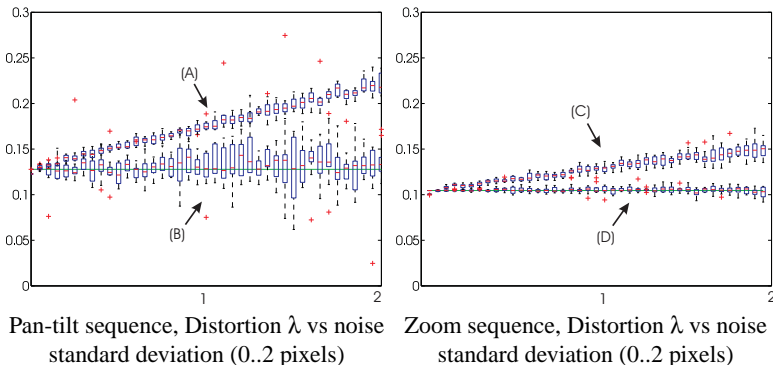 0.3
0.25
0.2
0.15
0.1
0.05
0
1
2
(A)
(B)
0.3
0.25
0.2
0.15
0.1
0.05
0
1
2
(C)
(D)
Pan-tilt sequence, Distortion λ vs noise
standard deviation (0..2 pixels)
Zoom sequence, Distortion λ vs noise
standard deviation (0..2 pixels)